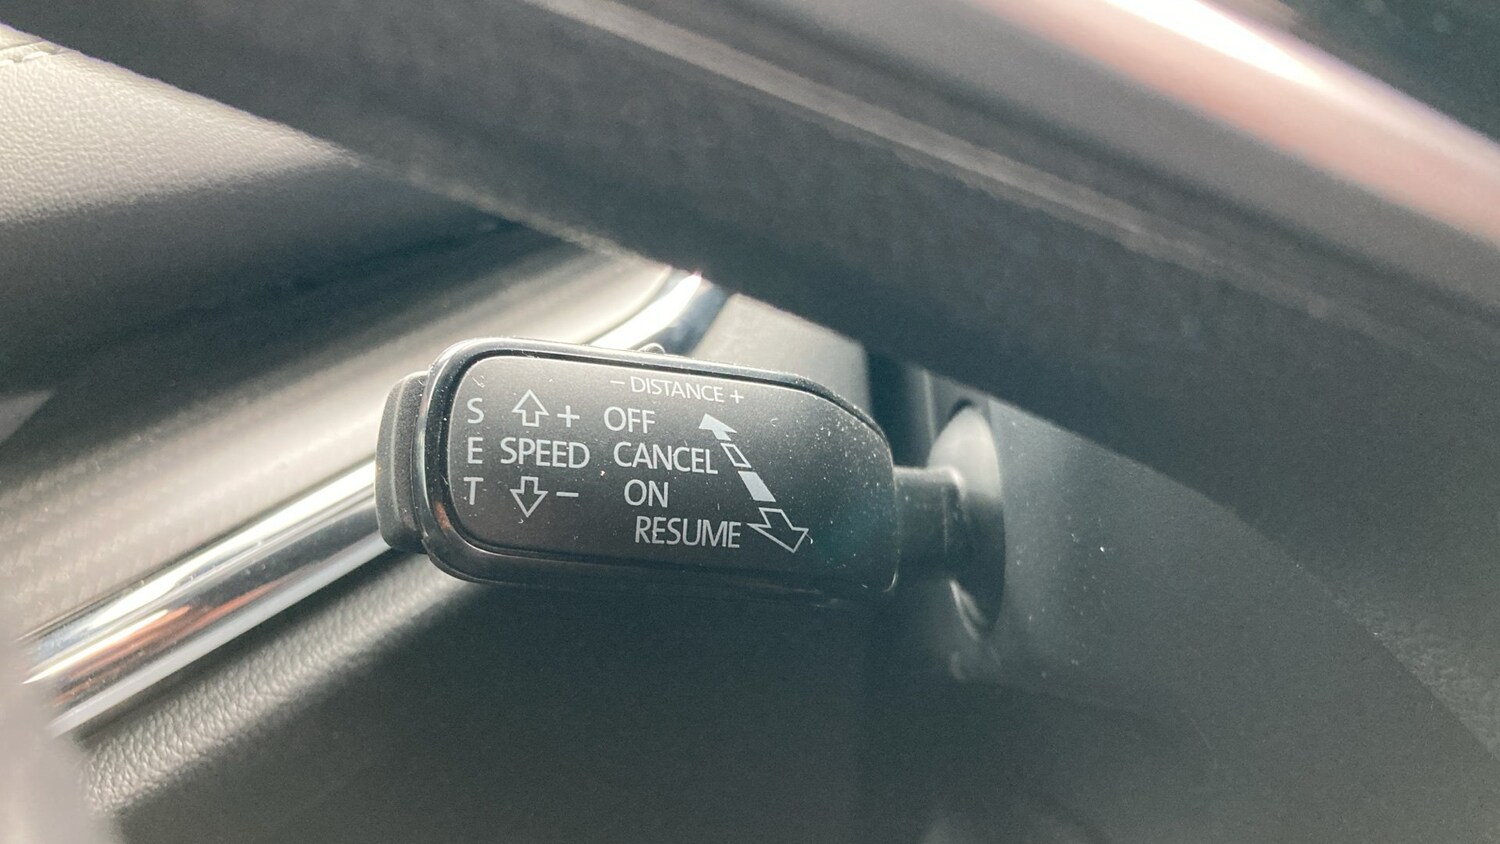 - DISTANCE +
S + OFF
E SPEED CANCEL
T - ON
RESUME